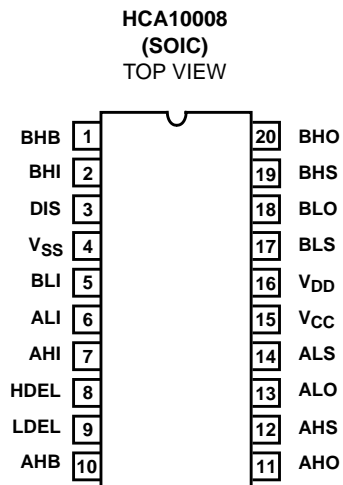 HCA10008
(SOIC)
TOP VIEW
BHB 1 20 BHO
BHI 2 19 BHS
DIS 3 18 BLO
VSS 4 17 BLS
BLI 5 16 VDD
ALI 6 15 VCC
AHI 7 14 ALS
HDEL 8 13 ALO
LDEL 9 12 AHS
AHB 10 11 AHO